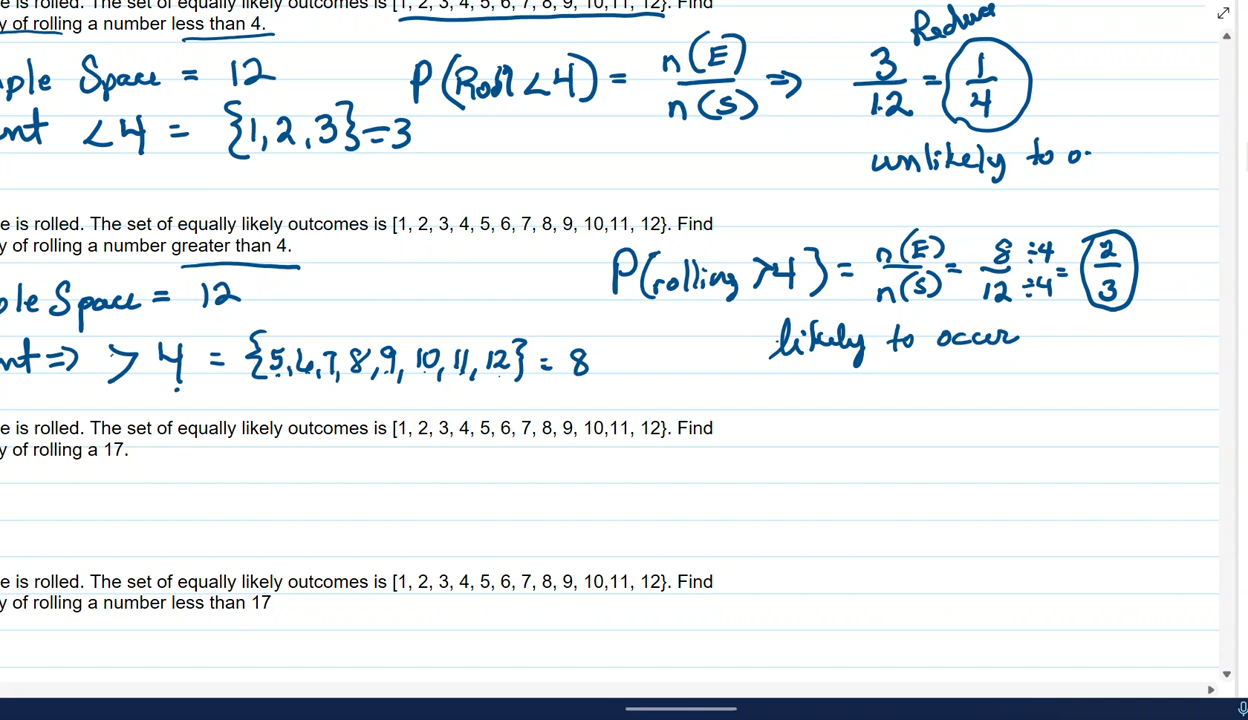 e is rolled. The set of equally likely outcomes is [1, 2, 3, 4, 5, 6, 7, 8, 9, 10,11, 12}. Find
y of rolling a number less than 4.
Reduce
ple Space = 12
P(Roll <4) = n(E)/n(S) => 3/12 = 1/4
nt <4 = {1,2,3}=3
unlikely to o
e is rolled. The set of equally likely outcomes is [1, 2, 3, 4, 5, 6, 7, 8, 9, 10,11, 12}. Find
y of rolling a number greater than 4.
P(rolling >4) = n(E)/n(S) = 8÷4/12÷4 = 2/3
ple Space = 12
likely to occur
nt => > 4 = {5,6,7,8,9,10,11,12} = 8
e is rolled. The set of equally likely outcomes is [1, 2, 3, 4, 5, 6, 7, 8, 9, 10,11, 12}. Find
y of rolling a 17.
e is rolled. The set of equally likely outcomes is [1, 2, 3, 4, 5, 6, 7, 8, 9, 10,11, 12}. Find
y of rolling a number less than 17